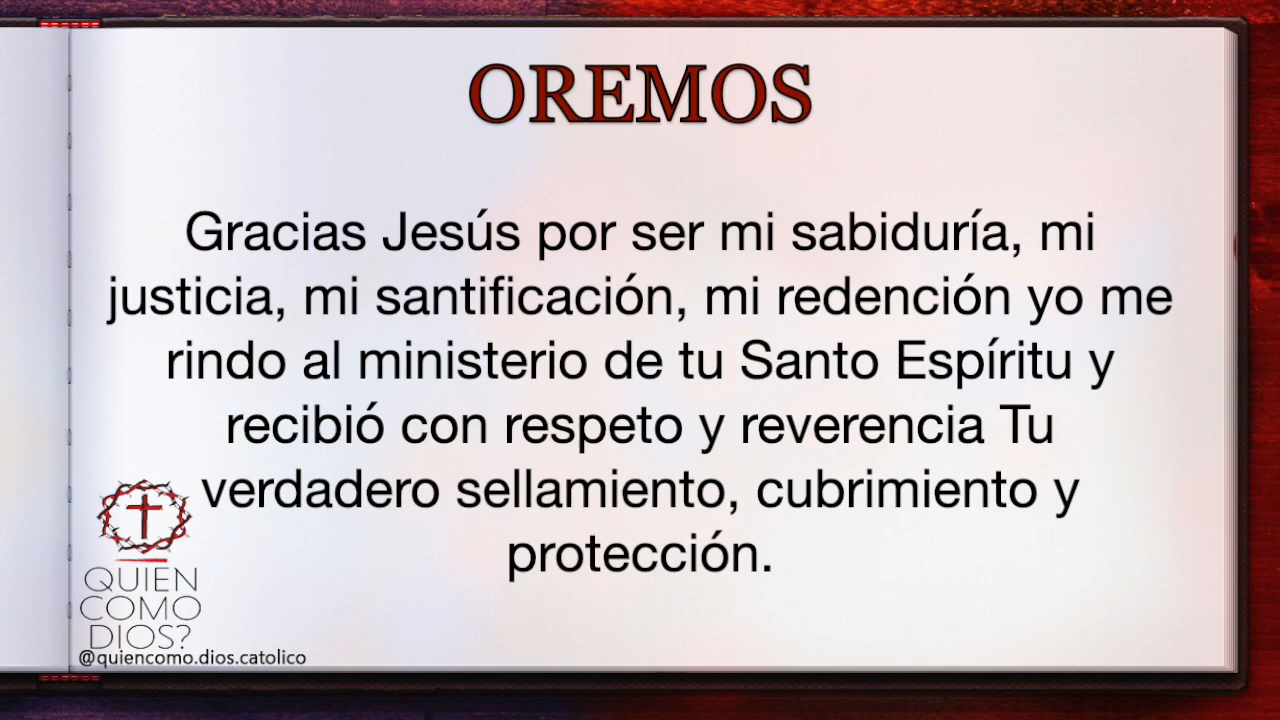 OREMOS
Gracias Jesús por ser mi sabiduría, mi
justicia, mi santificación, mi redención yo me
rindo al ministerio de tu Santo Espíritu y
recibió con respeto y reverencia Tu
verdadero sellamiento, cubrimiento y
protección.
QUIEN
COMO
DIOS?
@quiencomo.dios.catolico